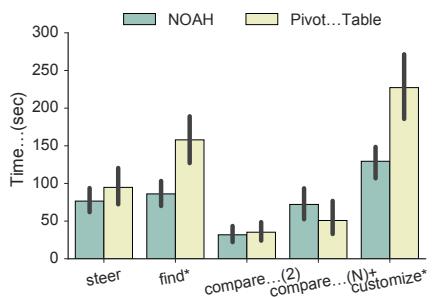 NOAH
Pivot...Table
300
250
200
150
100
50
0
Time...(sec)
steer
find*
compare...(2)
compare...(N)+
customize*